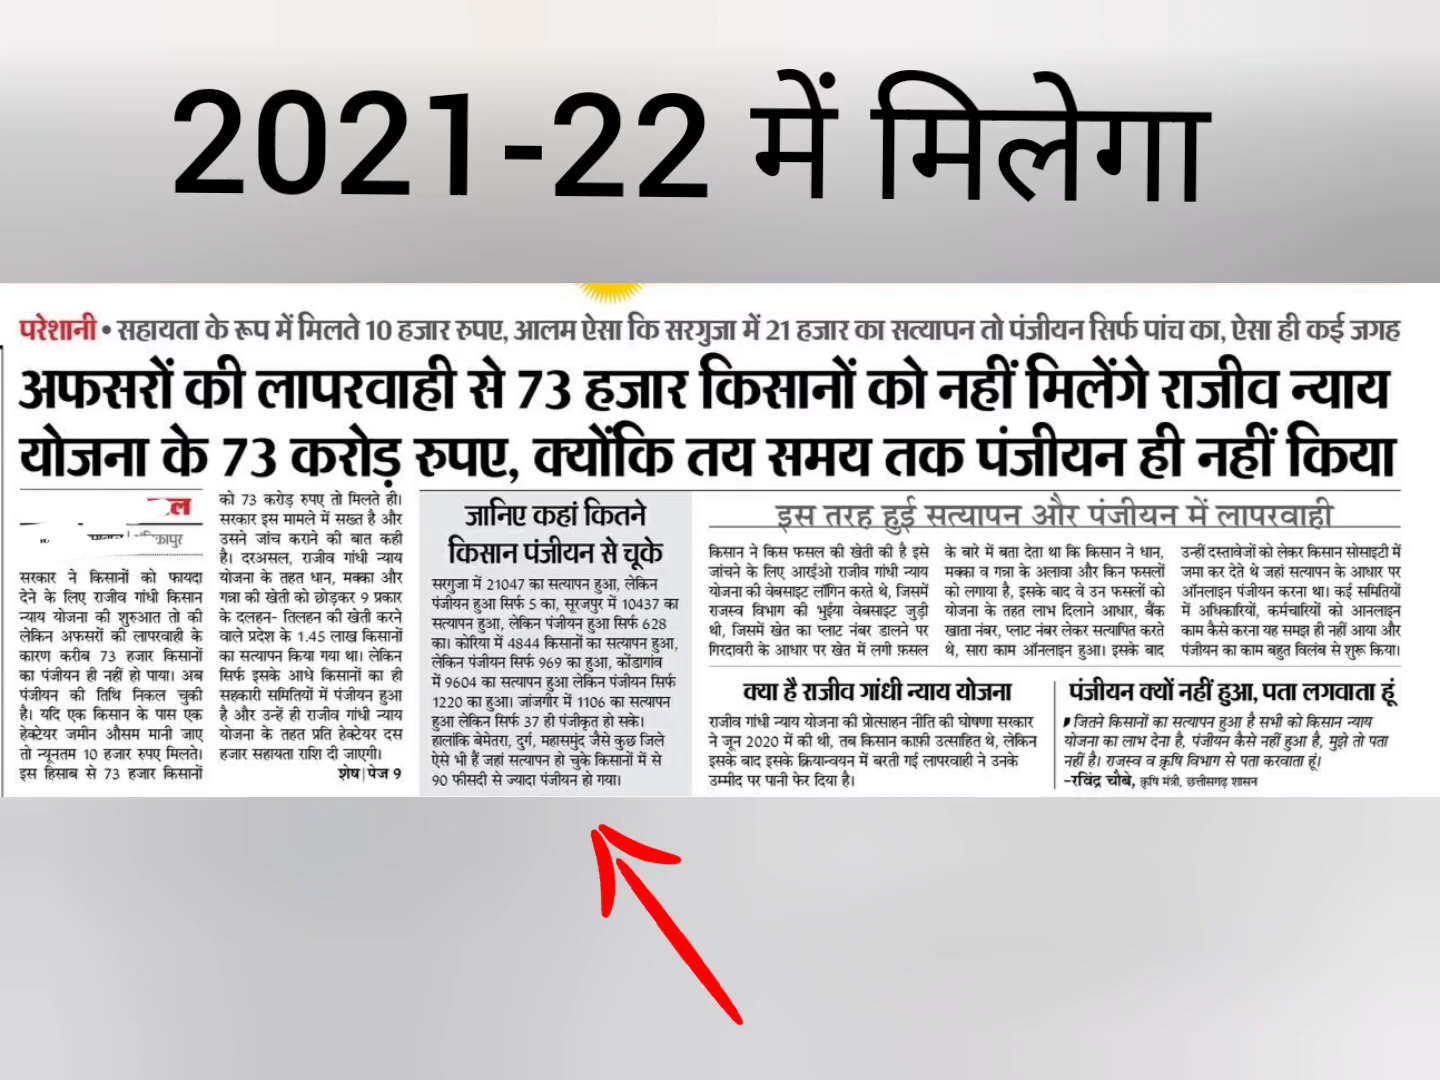 2021-22 में मिलेगा
परेशानी • सहायता के रूप में मिलते 10 हजार रुपए, आलम ऐसा कि सरगुजा में 21 हजार का सत्यापन तो पंजीयन सिर्फ पांच का, ऐसा ही कई जगह
अफसरों की लापरवाही से 73 हजार किसानों को नहीं मिलेंगे राजीव न्याय
योजना के 73 करोड़ रुपए, क्योंकि तय समय तक पंजीयन ही नहीं किया
सरकार ने किसानों को फायदा
देने के लिए राजीव गांधी किसान
न्याय योजना की शुरुआत तो की
लेकिन अफसरों की लापरवाही के
कारण करीब 73 हजार किसानों
का पंजीयन ही नहीं हो पाया। अब
पंजीयन की तिथि निकल चुकी
है। यदि एक किसान के पास एक
हेक्टेयर जमीन औसम मानी जाए
तो न्यूनतम 10 हजार रुपए मिलते।
इस हिसाब से 73 हजार किसानों
को 73 करोड़ रुपए तो मिलते ही।
सरकार इस मामले में सख्त है और
उसने जांच कराने की बात कही
है। दरअसल, राजीव गांधी न्याय
योजना के तहत धान, मक्का और
गन्ना की खेती को छोड़कर 9 प्रकार
के दलहन- तिलहन की खेती करने
वाले प्रदेश के 1.45 लाख किसानों
का सत्यापन किया गया था। लेकिन
सिर्फ इसके आधे किसानों का ही
सहकारी समितियों में पंजीयन हुआ
है और उन्हें ही राजीव गांधी न्याय
योजना के तहत प्रति हेक्टेयर दस
हजार सहायता राशि दी जाएगी।
शेष|पेज 9
जानिए कहां कितने
किसान पंजीयन से चूके
सरगुजा में 21047 का सत्यापन हुआ, लेकिन
पंजीयन हुआ सिर्फ 5 का, सूरजपुर में 10437 का
सत्यापन हुआ, लेकिन पंजीयन हुआ सिर्फ 628
का। कोरिया में 4844 किसानों का सत्यापन हुआ,
लेकिन पंजीयन सिर्फ 969 का हुआ, कोंडागांव
में 9604 का सत्यापन हुआ लेकिन पंजीयन सिर्फ
1220 का हुआ। जांजगीर में 1106 का सत्यापन
हुआ लेकिन सिर्फ 37 ही पंजीकृत हो सके।
हालांकि बेमेतरा, दुर्ग, महासमुंद जैसे कुछ जिले
ऐसे भी हैं जहां सत्यापन हो चुके किसानों में से
90 फीसदी से ज्यादा पंजीयन हो गया।
इस तरह हुई सत्यापन और पंजीयन में लापरवाही
किसान ने किस फसल की खेती की है इसे
जांचने के लिए आरईओ राजीव गांधी न्याय
योजना की वेबसाइट लॉगिन करते थे, जिसमें
राजस्व विभाग की भुईया वेबसाइट जुड़ी
थी, जिसमें खेत का प्लाट नंबर डालने पर
गिरदावरी के आधार पर खेत में लगी फ़सल
के बारे में बता देता था कि किसान ने धान,
मक्का व गन्ना के अलावा और किन फसलों
को लगाया है, इसके बाद वे उन फसलों को
योजना के तहत लाभ दिलाने आधार, बैंक
खाता नंबर, प्लाट नंबर लेकर सत्यापित करते
थे, सारा काम ऑनलाइन हुआ। इसके बाद
उन्हीं दस्तावेजों को लेकर किसान सोसाइटी में
जमा कर देते थे जहां सत्यापन के आधार पर
ऑनलाइन पंजीयन करना था। कई समितियों
में अधिकारियों, कर्मचारियों को आनलाइन
काम कैसे करना यह समझ ही नहीं आया और
पंजीयन का काम बहुत विलंब से शुरू किया।
क्या है राजीव गांधी न्याय योजना
राजीव गांधी न्याय योजना की प्रोत्साहन नीति की घोषणा सरकार
ने जून 2020 में की थी, तब किसान काफ़ी उत्साहित थे, लेकिन
इसके बाद इसके क्रियान्वयन में बरती गई लापरवाही ने उनके
उम्मीद पर पानी फेर दिया है।
पंजीयन क्यों नहीं हुआ, पता लगवाता हूं
जितने किसानों का सत्यापन हुआ है सभी को किसान न्याय
योजना का लाभ देना है, पंजीयन कैसे नहीं हुआ है, मुझे तो पता
नहीं है। राजस्व व कृषि विभाग से पता करवाता हूं।
-रविंद्र चौबे, कृषि मंत्री, छत्तीसगढ़ शासन